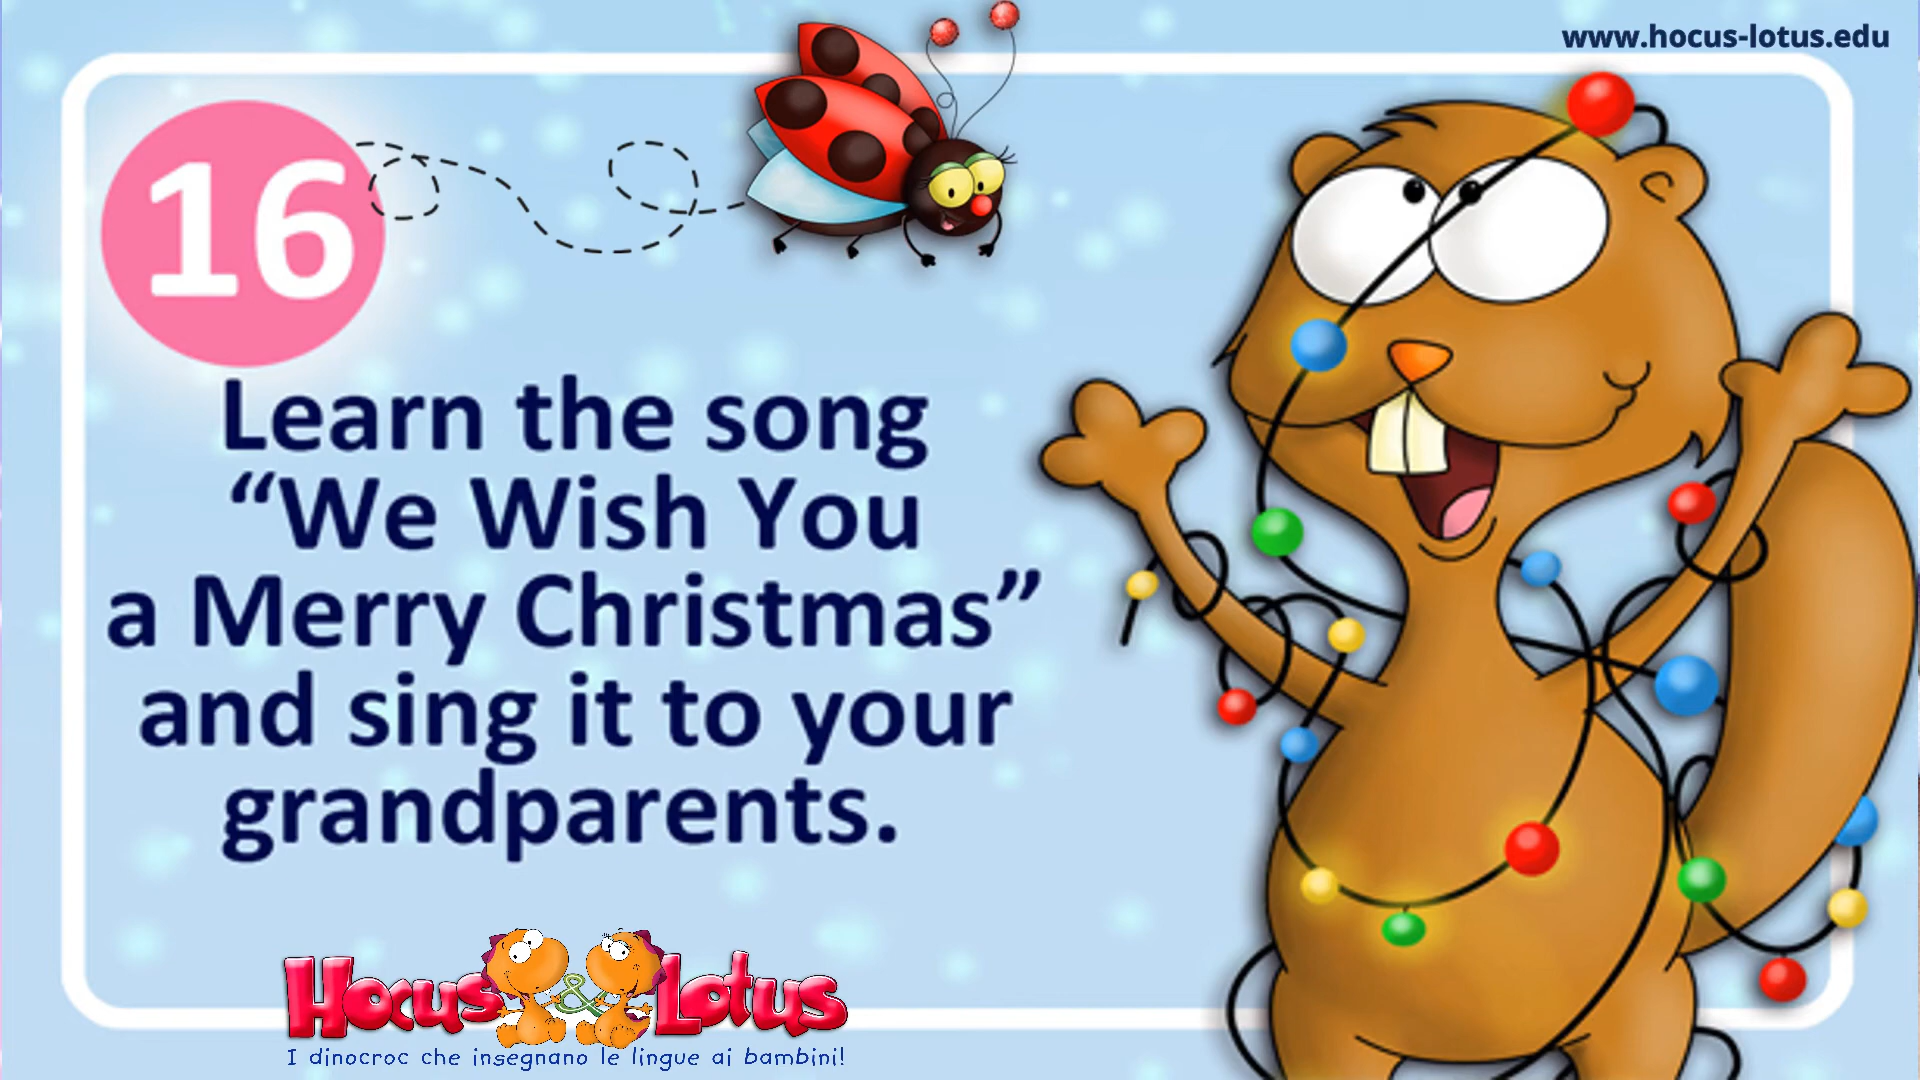 www.hocus-lotus.edu
16
Learn the song
“We Wish You
a Merry Christmas”
and sing it to your
grandparents.
Hocus & Lotus
I dinocroc che insegnano le lingue ai bambini!